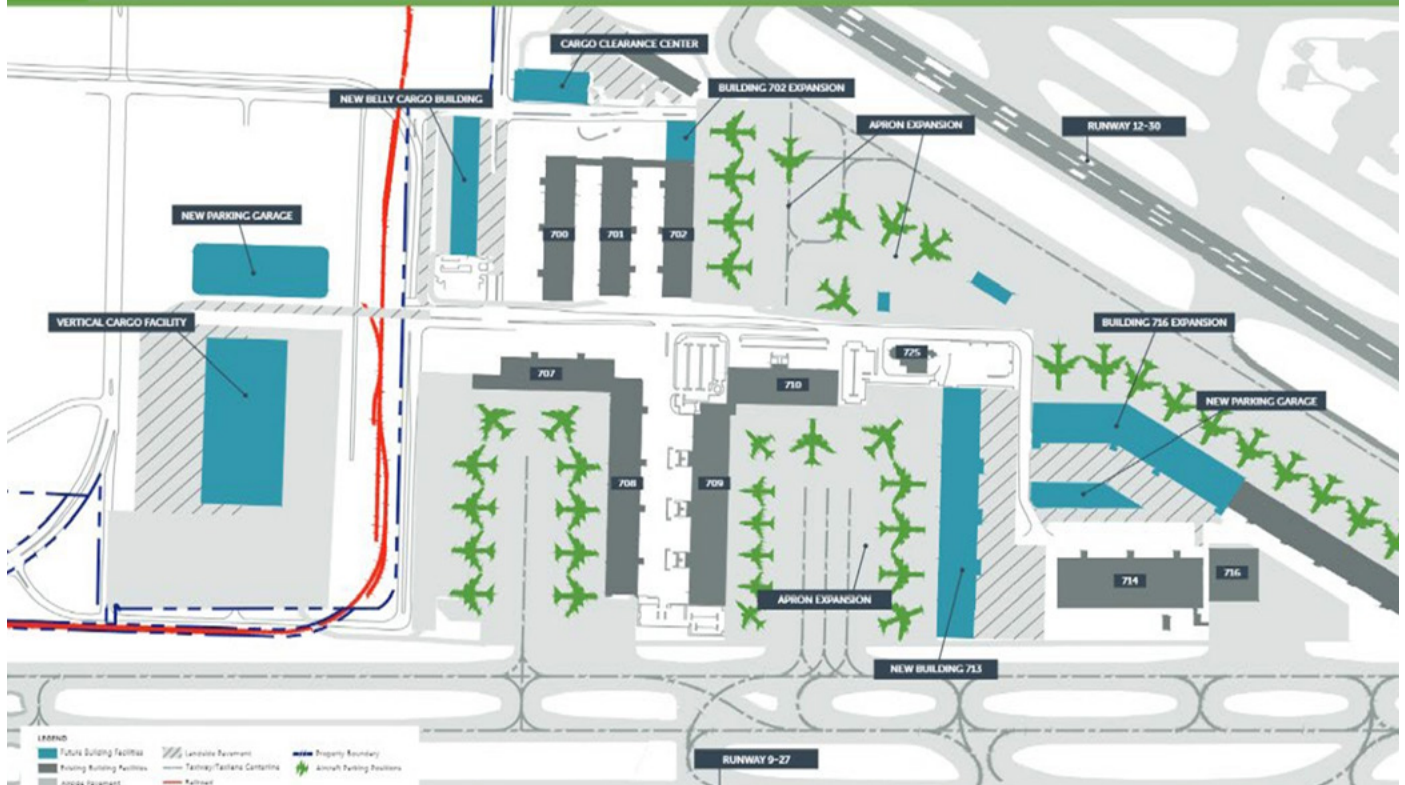 CARGO CLEARANCE CENTER
NEW BELLY CARGO BUILDING
BUILDING 702 EXPANSION
APRON EXPANSION
RUNWAY 12-30
NEW PARKING GARAGE
700
701
702
VERTICAL CARGO FACILITY
BUILDING 716 EXPANSION
725
707
710
NEW PARKING GARAGE
708
709
714
716
APRON EXPANSION
NEW BUILDING 713
RUNWAY 9-27
LEGEND
Future Building Facilities
Landside Pavement
Property Boundary
Existing Building Facilities
Taxiway/Taxilane Centerline
Aircraft Parking Positions
Airside Pavement
Railroad